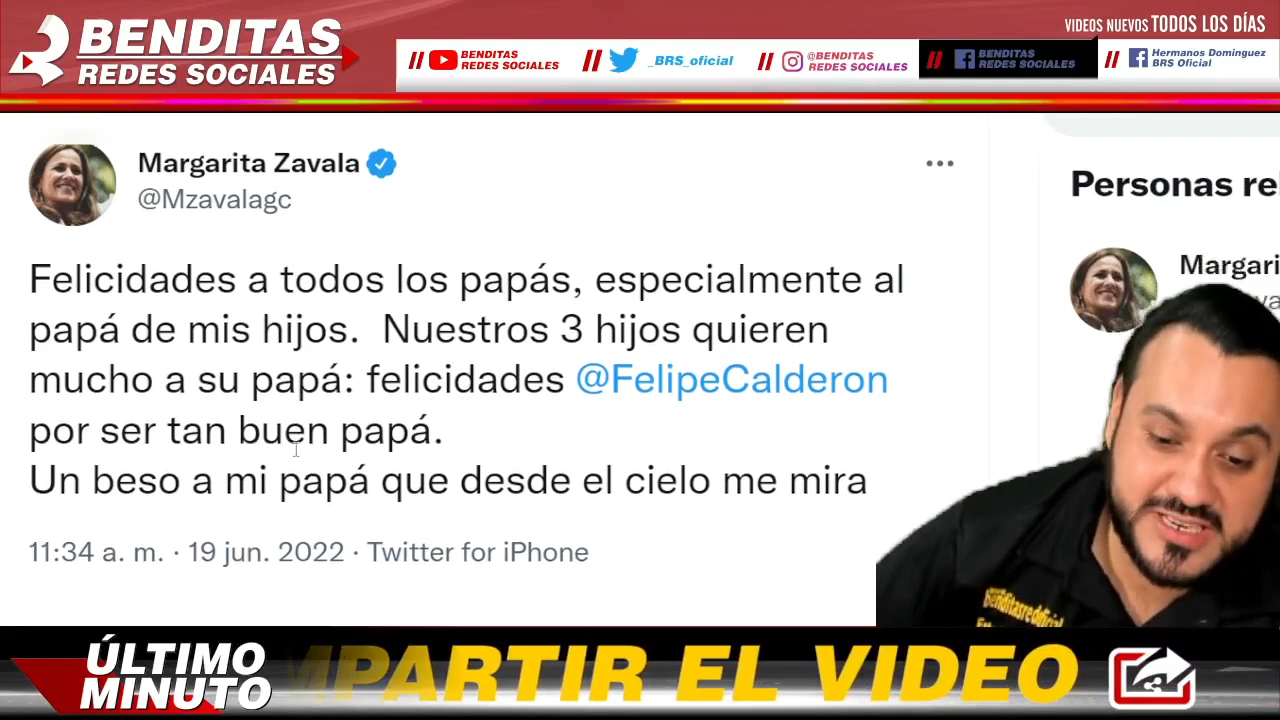 BENDITAS
REDES SOCIALES
VIDEOS NUEVOS TODOS LOS DÍAS
// BENDITAS
REDES SOCIALES
// _BRS_oficial
// @BENDITAS
REDES SOCIALES
// BENDITAS
REDES SOCIALES
// Hermanos Dominguez
BRS Oficial
Margarita Zavala
@Mzavalagc
Felicidades a todos los papás, especialmente al
papá de mis hijos.  Nuestros 3 hijos quieren
mucho a su papá: felicidades @FelipeCalderon
por ser tan buen papá.
Un beso a mi papá que desde el cielo me mira
11:34 a. m. · 19 jun. 2022 · Twitter for iPhone
Personas rel
Margari
ÚLTIMO
MINUTO
MPARTIR EL VIDEO